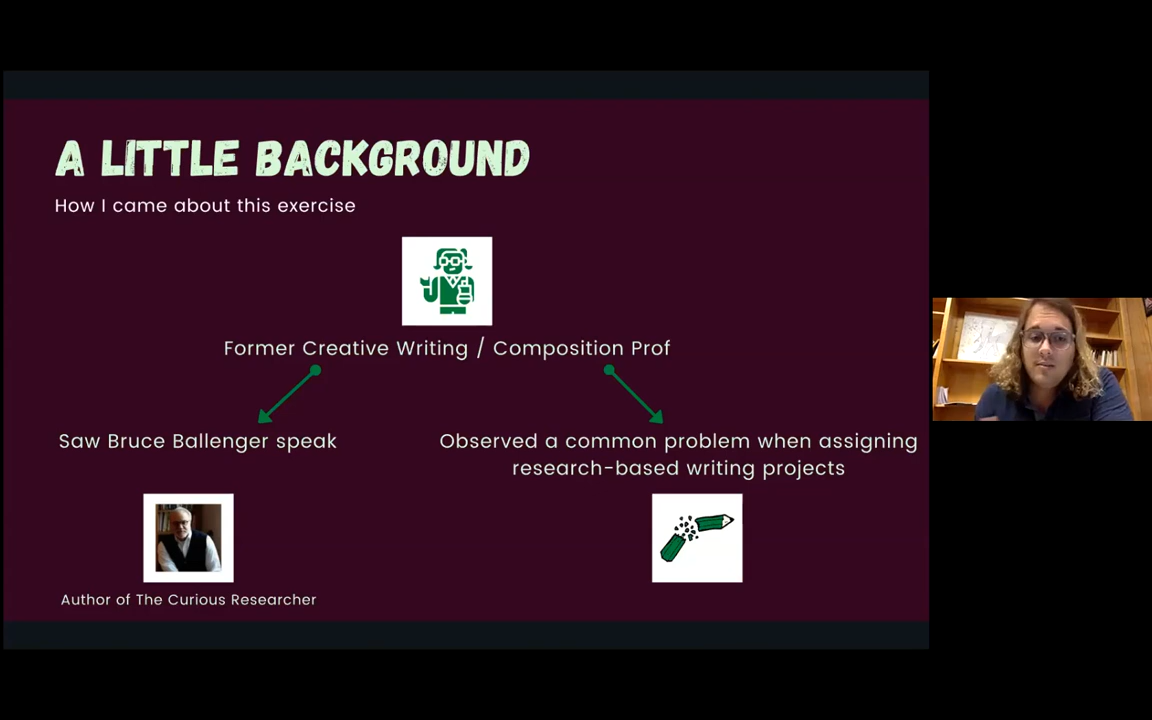 A LITTLE BACKGROUND
How I came about this exercise
Former Creative Writing / Composition Prof
Saw Bruce Ballenger speak
Observed a common problem when assigning
research-based writing projects
Author of The Curious Researcher